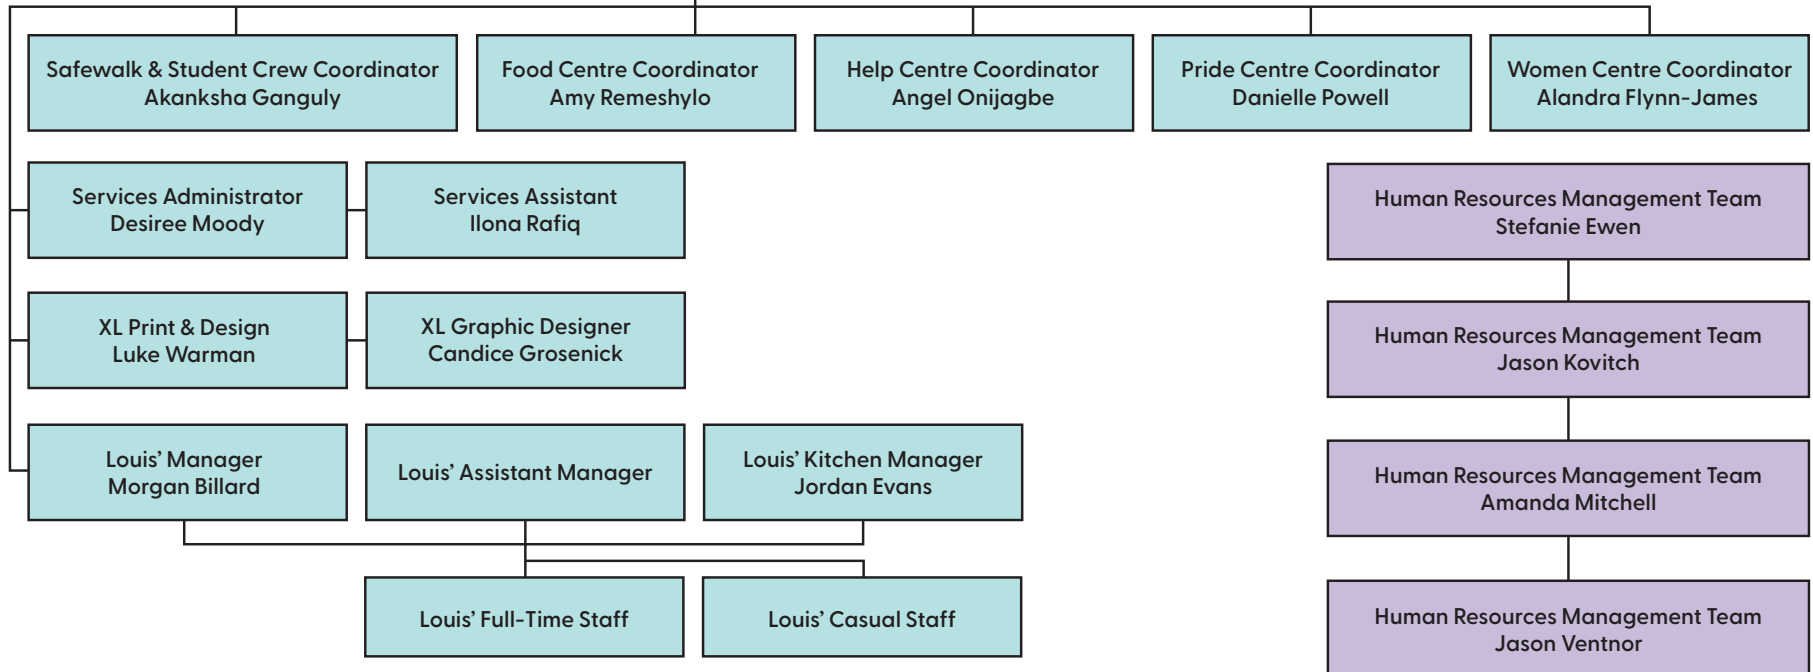 Safewalk & Student Crew Coordinator
Akanksha Ganguly
Food Centre Coordinator
Amy Remeshylo
Help Centre Coordinator
Angel Onijagbe
Pride Centre Coordinator
Danielle Powell
Women Centre Coordinator
Alandra Flynn-James
Services Administrator
Desiree Moody
Services Assistant
Ilona Rafiq
Human Resources Management Team
Stefanie Ewen
XL Print & Design
Luke Warman
XL Graphic Designer
Candice Grosenick
Human Resources Management Team
Jason Kovitch
Louis’ Manager
Morgan Billard
Louis’ Assistant Manager
Louis’ Kitchen Manager
Jordan Evans
Human Resources Management Team
Amanda Mitchell
Louis’ Full-Time Staff
Louis’ Casual Staff
Human Resources Management Team
Jason Ventnor